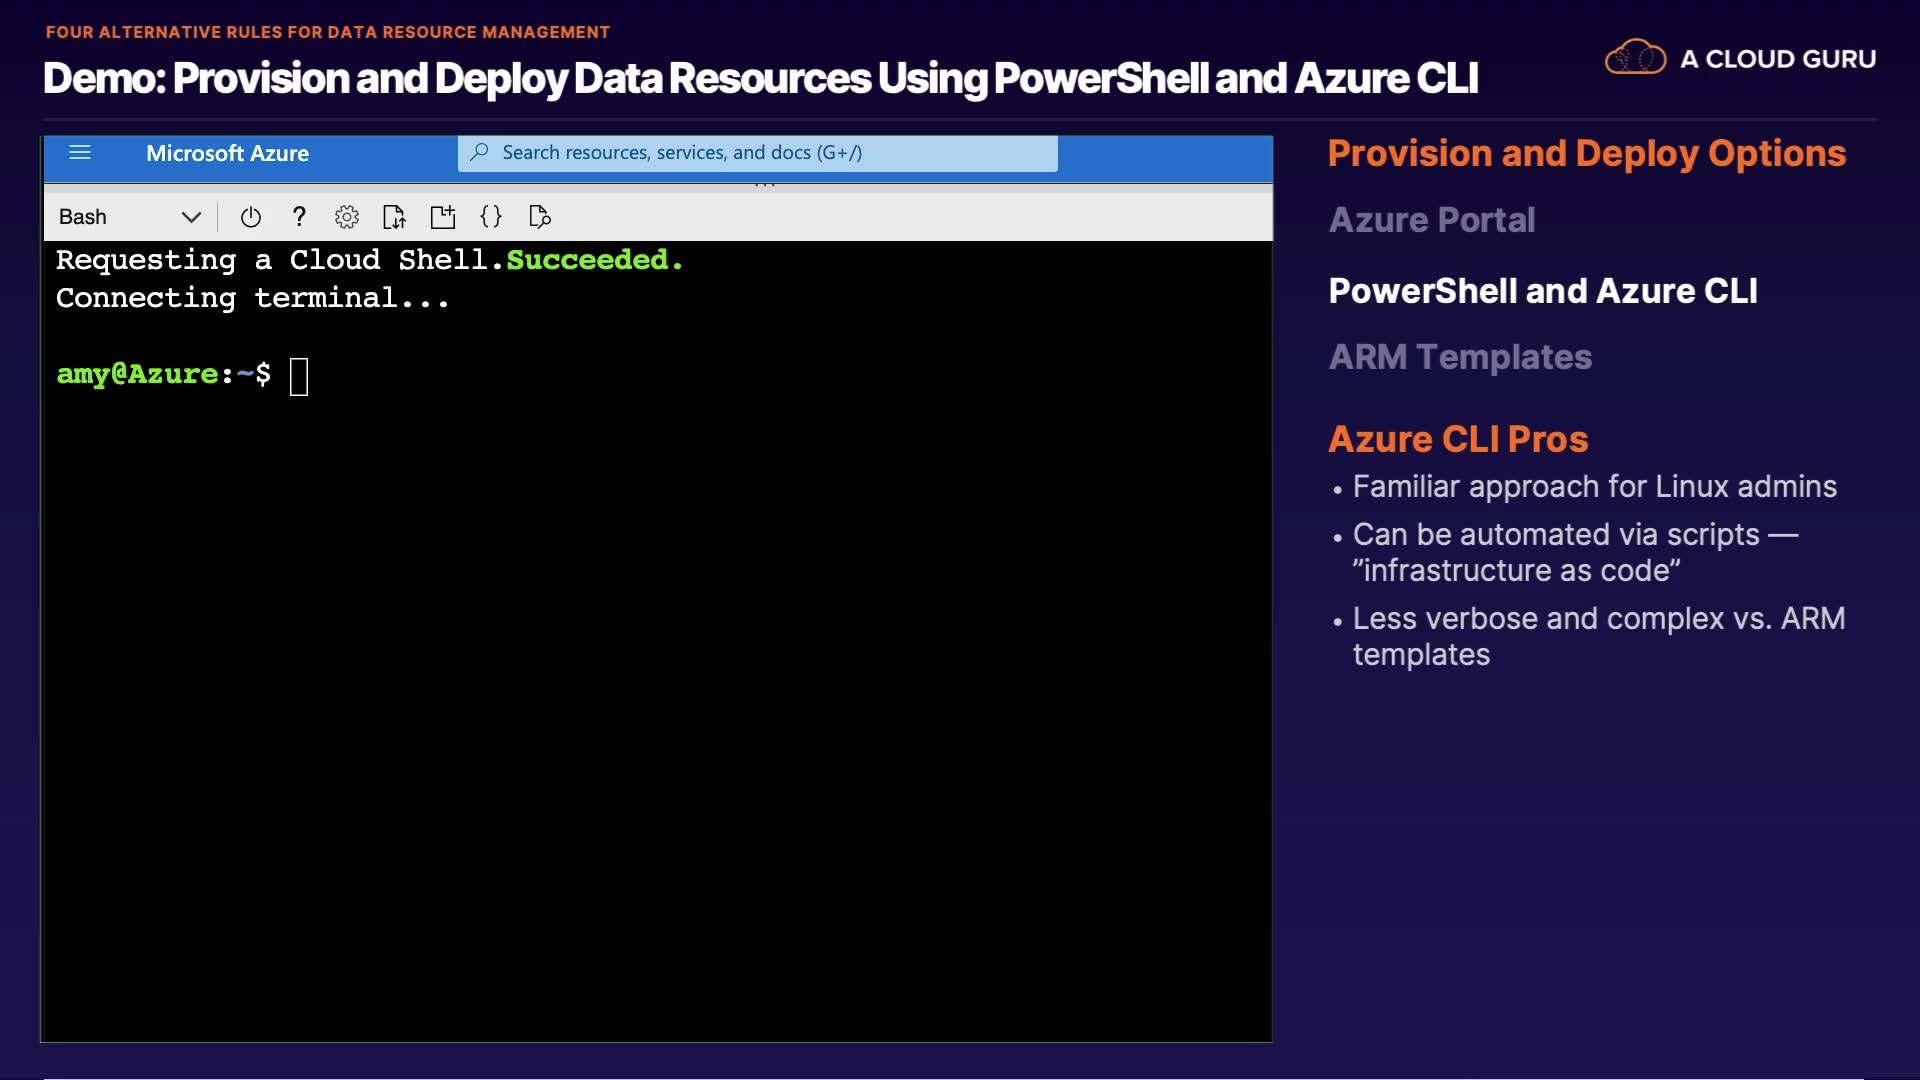 FOUR ALTERNATIVE RULES FOR DATA RESOURCE MANAGEMENT
Demo: Provision and Deploy Data Resources Using PowerShell and Azure CLI
A CLOUD GURU
Microsoft Azure
Search resources, services, and docs (G+/)
Bash
Requesting a Cloud Shell.Succeeded.
Connecting terminal...
amy@Azure:~$
Provision and Deploy Options
Azure Portal
PowerShell and Azure CLI
ARM Templates
Azure CLI Pros
• Familiar approach for Linux admins
• Can be automated via scripts —
”infrastructure as code”
• Less verbose and complex vs. ARM
templates